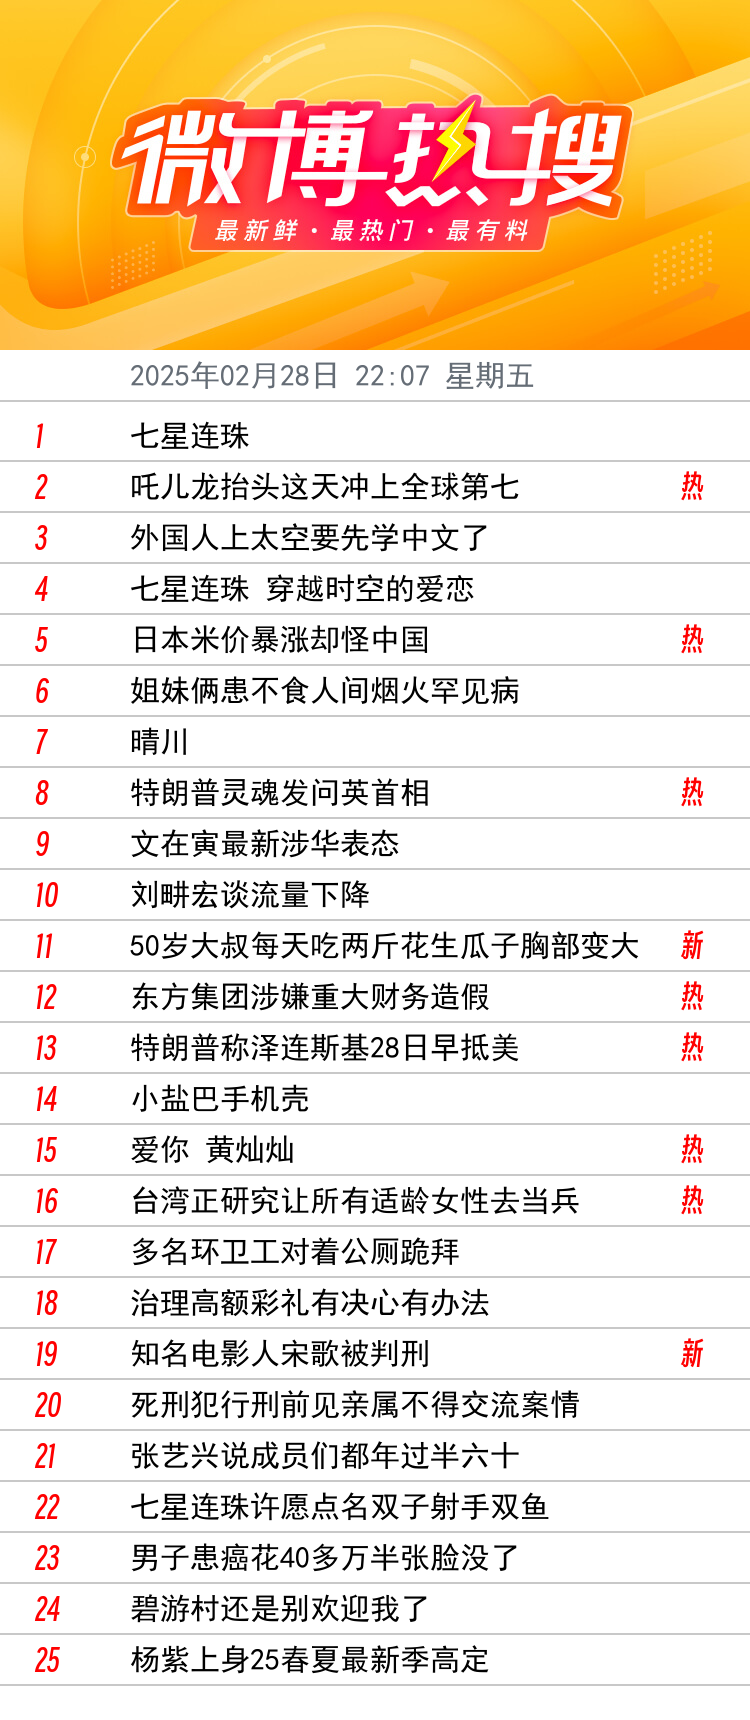 微博热搜
最新鲜·最热门·最有料
2025年02月28日 22:07 星期五
1 七星连珠
2 吒儿龙抬头这天冲上全球第七 热
3 外国人上太空要先学中文了
4 七星连珠 穿越时空的爱恋
5 日本米价暴涨却怪中国 热
6 姐妹俩患不食人间烟火罕见病
7 晴川
8 特朗普灵魂发问英首相 热
9 文在寅最新涉华表态
10 刘畊宏谈流量下降
11 50岁大叔每天吃两斤花生瓜子胸部变大 新
12 东方集团涉嫌重大财务造假 热
13 特朗普称泽连斯基28日早抵美 热
14 小盐巴手机壳
15 爱你 黄灿灿 热
16 台湾正研究让所有适龄女性去当兵 热
17 多名环卫工对着公厕跪拜
18 治理高额彩礼有决心有办法
19 知名电影人宋歌被判刑 新
20 死刑犯行刑前见亲属不得交流案情
21 张艺兴说成员们都年过半六十
22 七星连珠许愿点名双子射手双鱼
23 男子患癌花40多万半张脸没了
24 碧游村还是别欢迎我了
25 杨紫上身25春夏最新季高定